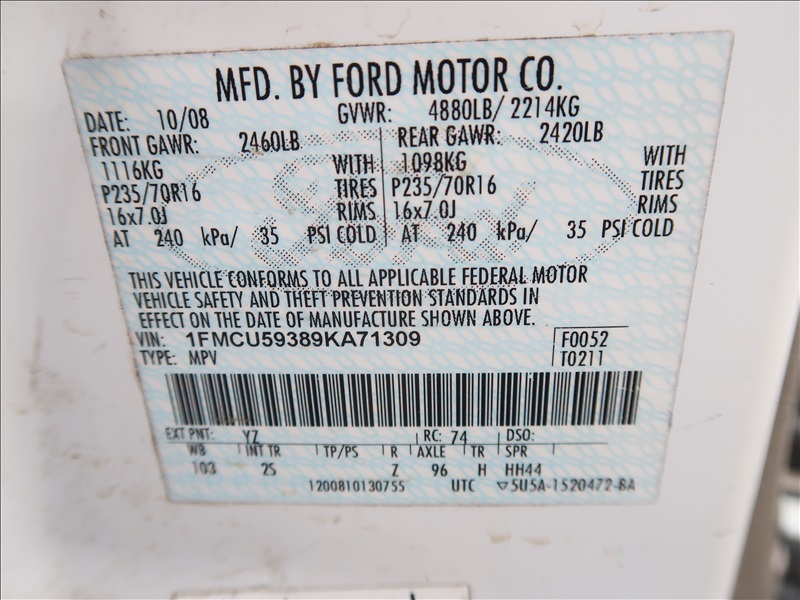 MFD. BY FORD MOTOR CO.
DATE: 10/08 GVWR: 4880LB/ 2214KG
FRONT GAWR: 2460LB REAR GAWR: 2420LB
1116KG WITH 1098KG WITH
P235/70R16 TIRES P235/70R16 TIRES
16x7.0J RIMS 16x7.0J RIMS
AT 240 kPa/ 35 PSI COLD AT 240 kPa/ 35 PSI COLD
THIS VEHICLE CONFORMS TO ALL APPLICABLE FEDERAL MOTOR
VEHICLE SAFETY AND THEFT PREVENTION STANDARDS IN
EFFECT ON THE DATE OF MANUFACTURE SHOWN ABOVE.
VIN: 1FMCU59389KA71309 F0052
TYPE: MPV T0211
EXT PNT: YZ RC: 74 DSO:
WB INT TR TP/PS R AXLE TR SPR
103 2S Z 96 H HH44
1200810130755 UTC ▽5U5A-1520472-BA